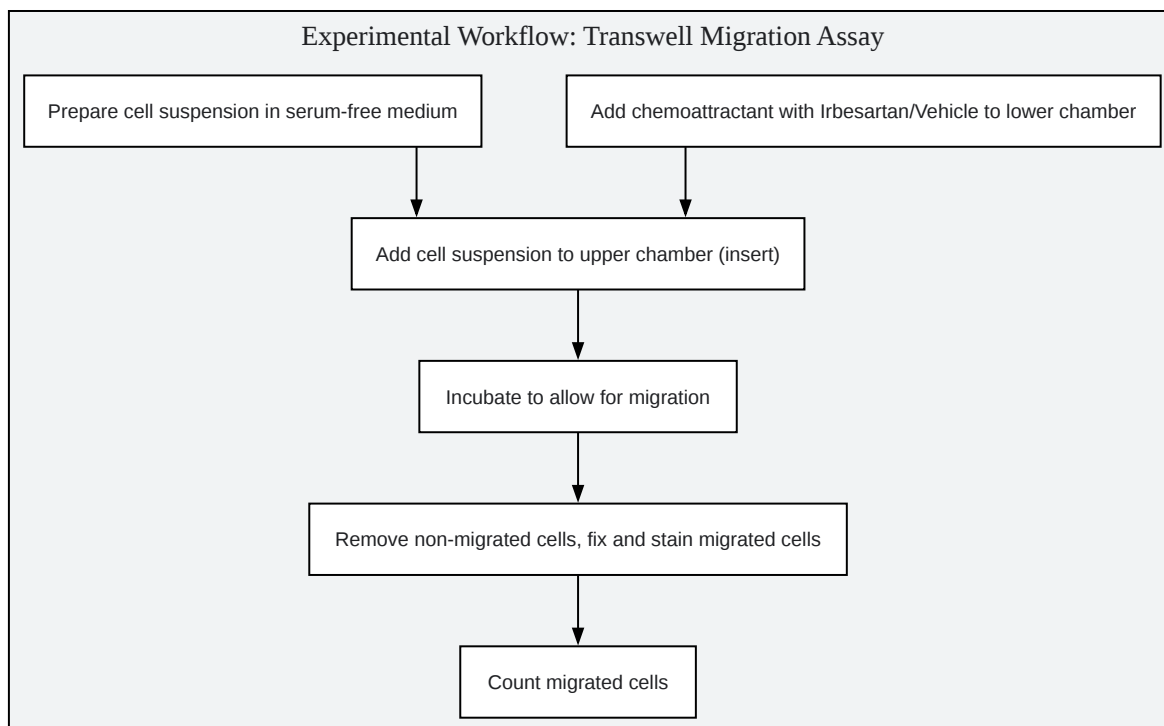 Experimental Workflow: Transwell Migration Assay
Prepare cell suspension in serum-free medium
Add chemoattractant with Irbesartan/Vehicle to lower chamber
Add cell suspension to upper chamber (insert)
Incubate to allow for migration
Remove non-migrated cells, fix and stain migrated cells
Count migrated cells